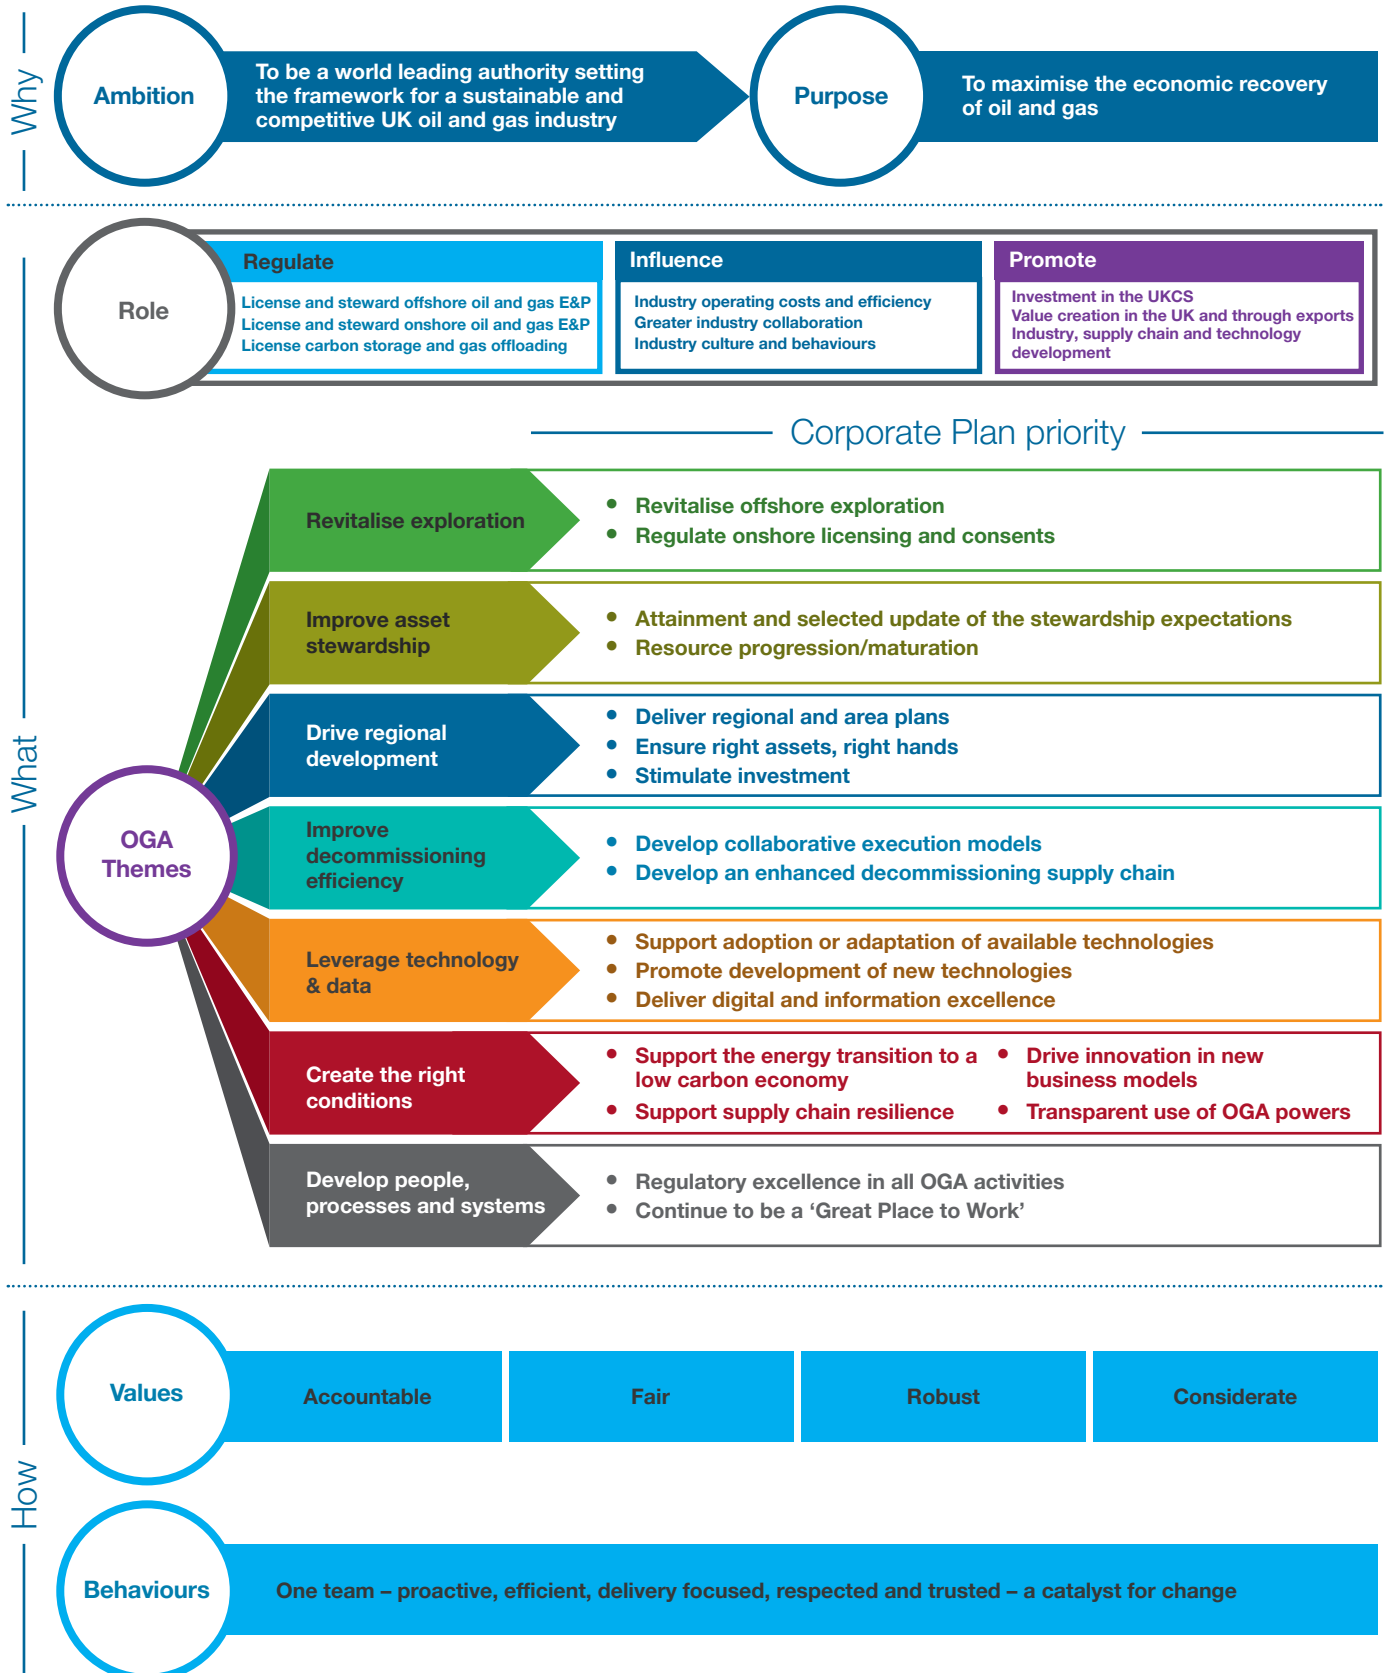 Why
Ambition
To be a world leading authority setting
the framework for a sustainable and
competitive UK oil and gas industry
Purpose
To maximise the economic recovery
of oil and gas
What
Role
Regulate
License and steward offshore oil and gas E&P
License and steward onshore oil and gas E&P
License carbon storage and gas offloading
Influence
Industry operating costs and efficiency
Greater industry collaboration
Industry culture and behaviours
Promote
Investment in the UKCS
Value creation in the UK and through exports
Industry, supply chain and technology
development
Corporate Plan priority
OGA
Themes
Revitalise exploration
• Revitalise offshore exploration
• Regulate onshore licensing and consents
Improve asset
stewardship
• Attainment and selected update of the stewardship expectations
• Resource progression/maturation
Drive regional
development
• Deliver regional and area plans
• Ensure right assets, right hands
• Stimulate investment
Improve
decommissioning
efficiency
• Develop collaborative execution models
• Develop an enhanced decommissioning supply chain
Leverage technology
& data
• Support adoption or adaptation of available technologies
• Promote development of new technologies
• Deliver digital and information excellence
Create the right
conditions
• Support the energy transition to a
low carbon economy
• Support supply chain resilience
• Drive innovation in new
business models
• Transparent use of OGA powers
Develop people,
processes and systems
• Regulatory excellence in all OGA activities
• Continue to be a ‘Great Place to Work’
How
Values
Accountable
Fair
Robust
Considerate
Behaviours
One team – proactive, efficient, delivery focused, respected and trusted – a catalyst for change